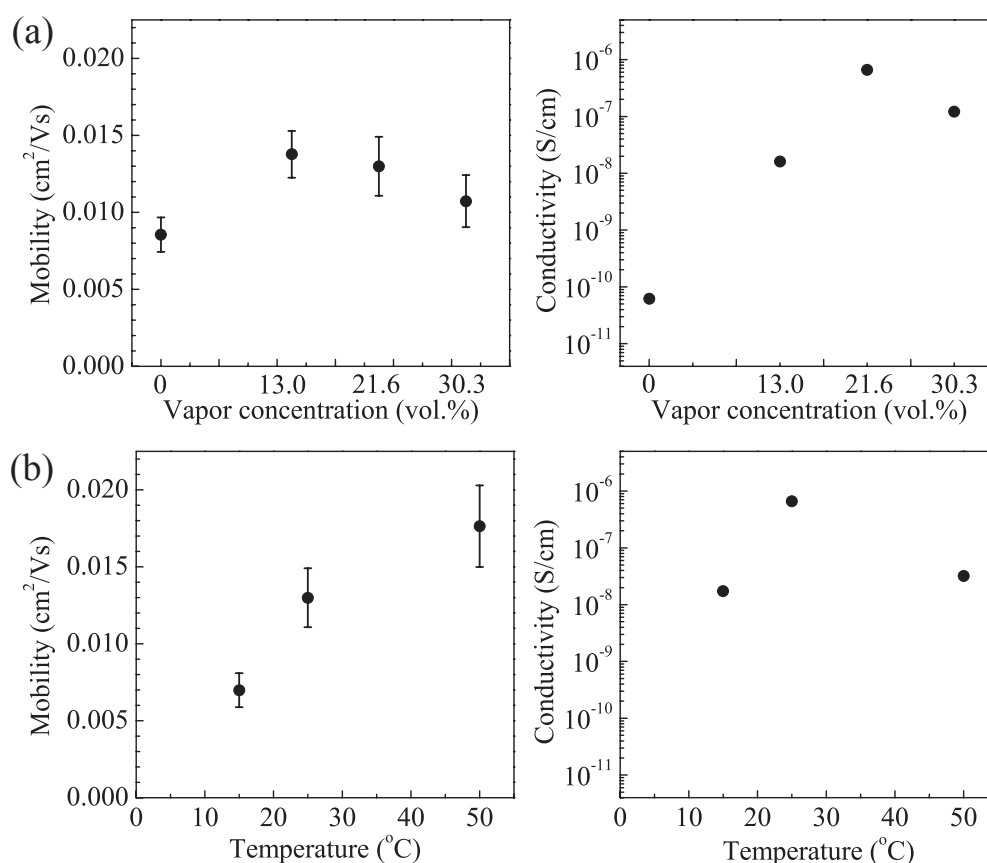 (a)
0.020
0.015
0.010
0.005
0.000
Mobility (cm²/Vs)
0 13.0 21.6 30.3
Vapor concentration (vol.%)
10⁻⁶
10⁻⁷
10⁻⁸
10⁻⁹
10⁻¹⁰
10⁻¹¹
Conductivity (S/cm)
0 13.0 21.6 30.3
Vapor concentration (vol.%)
(b)
0.020
0.015
0.010
0.005
0.000
Mobility (cm²/Vs)
0 10 20 30 40 50
Temperature (°C)
10⁻⁶
10⁻⁷
10⁻⁸
10⁻⁹
10⁻¹⁰
10⁻¹¹
Conductivity (S/cm)
0 10 20 30 40 50
Temperature (°C)